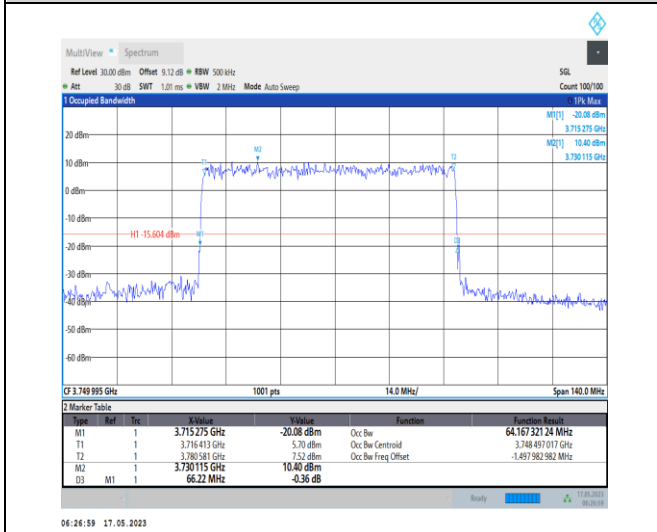 MultiView Spectrum
Ref Level 30.00 dBm Offset 9.12 dB RBW 500 kHz SGL
Att 30 dB SWT 1.01 ms VBW 2 MHz Mode Auto Sweep Count 100/100
1 Occupied Bandwidth 1Pk Max
M1[1] -20.08 dBm
3.715 275 GHz
M2[1] 10.40 dBm
3.730 115 GHz
20 dBm
M2
T1 T2
10 dBm
0 dBm
-10 dBm
H1 -15.604 dBm M1
-20 dBm D3
-30 dBm
-40 dBm
-50 dBm
-60 dBm
CF 3.749 995 GHz 1001 pts 14.0 MHz/ Span 140.0 MHz
2 Marker Table
Type Ref Trc X-Value Y-Value Function Function Result
M1 1 3.715 275 GHz -20.08 dBm Occ Bw 64.167 321 24 MHz
T1 1 3.716 413 GHz 5.70 dBm Occ Bw Centroid 3.748 497 017 GHz
T2 1 3.780 581 GHz 7.52 dBm Occ Bw Freq Offset -1.497 982 982 MHz
M2 1 3.730 115 GHz 10.40 dBm
D3 M1 1 66.22 MHz -0.36 dB
Ready 17.05.2023
06:26:58
06:26:59 17.05.2023